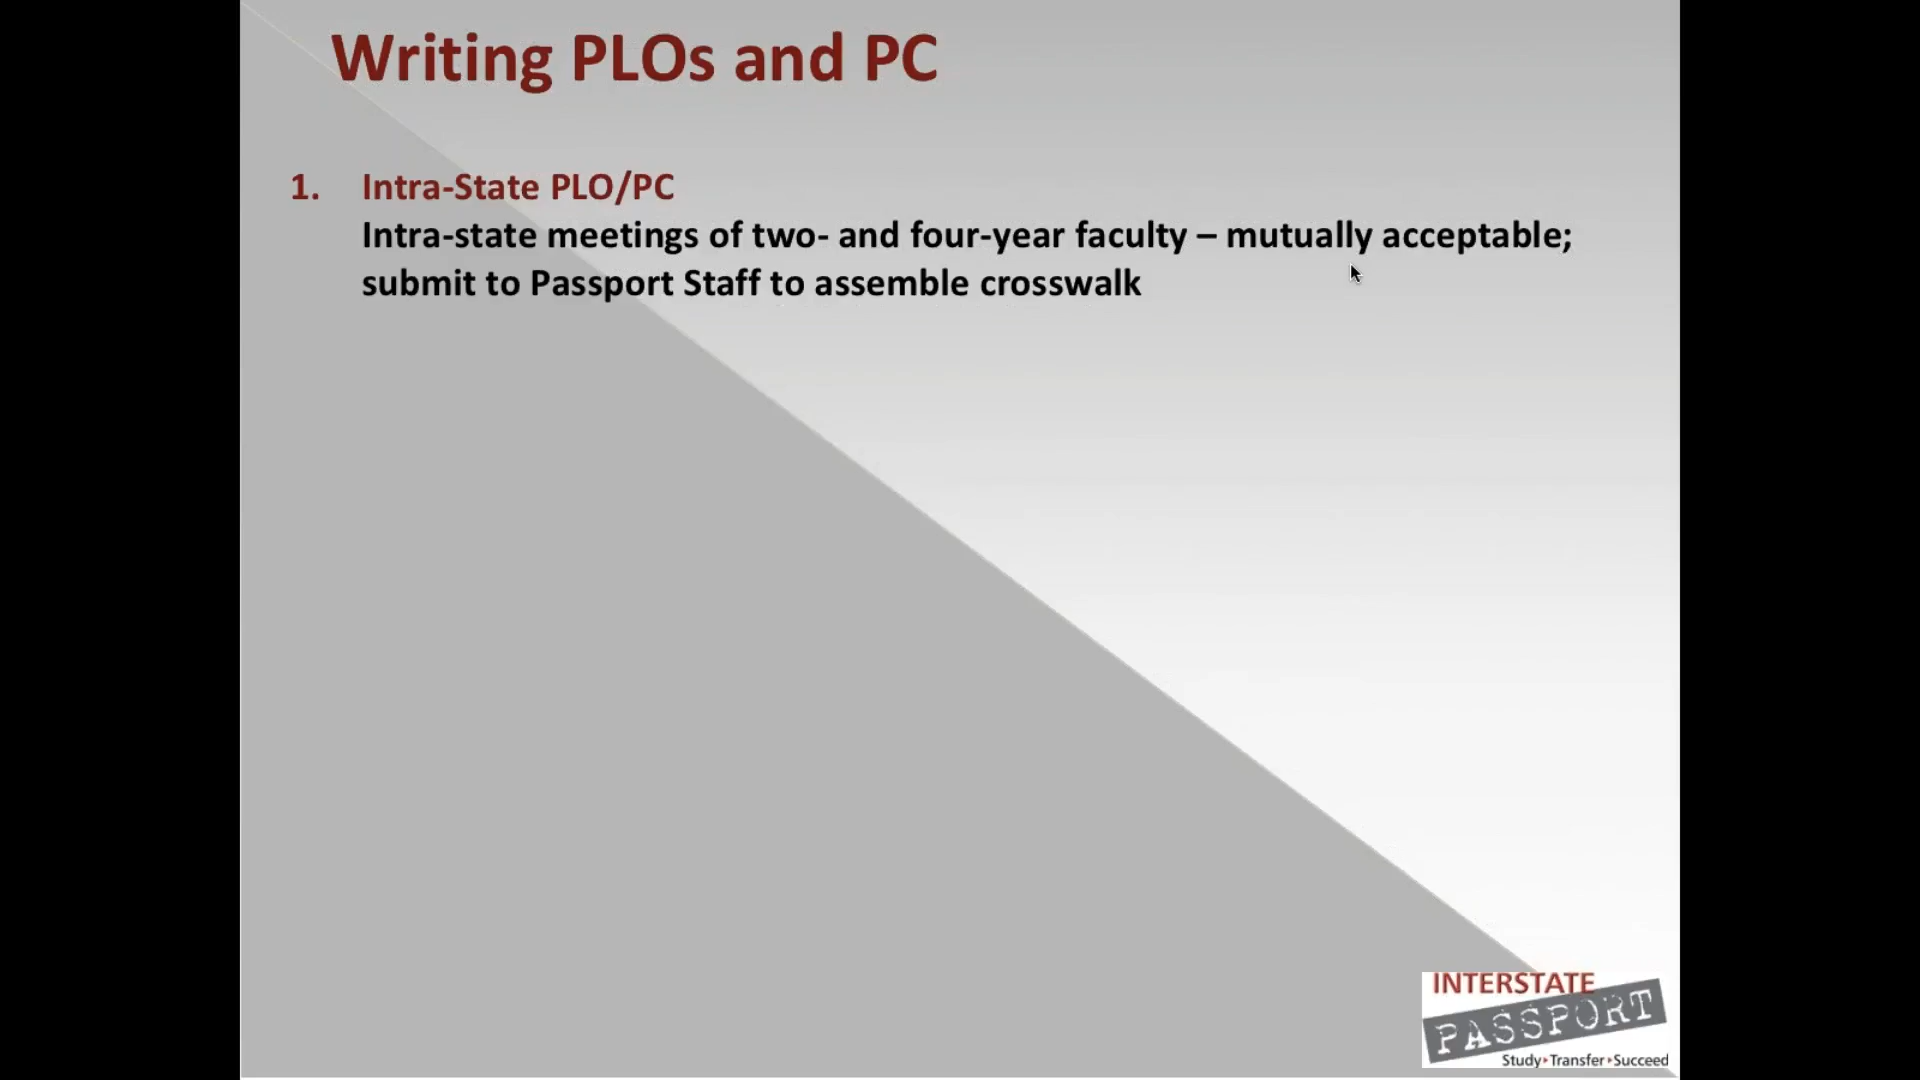 Writing PLOs and PC
1. Intra-State PLO/PC
Intra-state meetings of two- and four-year faculty – mutually acceptable;
submit to Passport Staff to assemble crosswalk
INTERSTATE
PASSPORT
Study•Transfer•Succeed